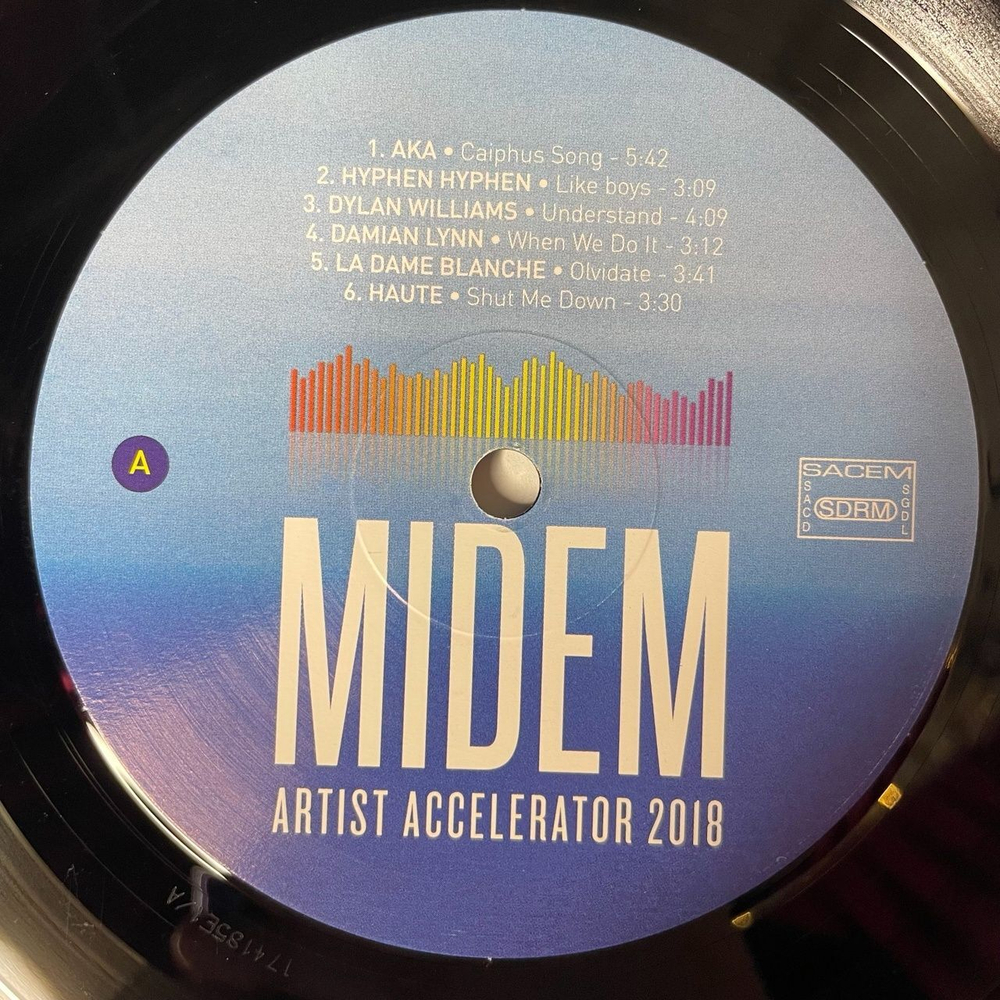 1. AKA • Caiphus Song - 5:42
2. HYPHEN HYPHEN • Like boys - 3:09
3. DYLAN WILLIAMS • Understand - 4:09
4. DAMIAN LYNN • When We Do It - 3:12
5. LA DAME BLANCHE • Olvidate - 3:41
6. HAUTE • Shut Me Down - 3:30
A
SACEM
SACD
SDRM
SGDL
MIDEM
ARTIST ACCELERATOR 2018